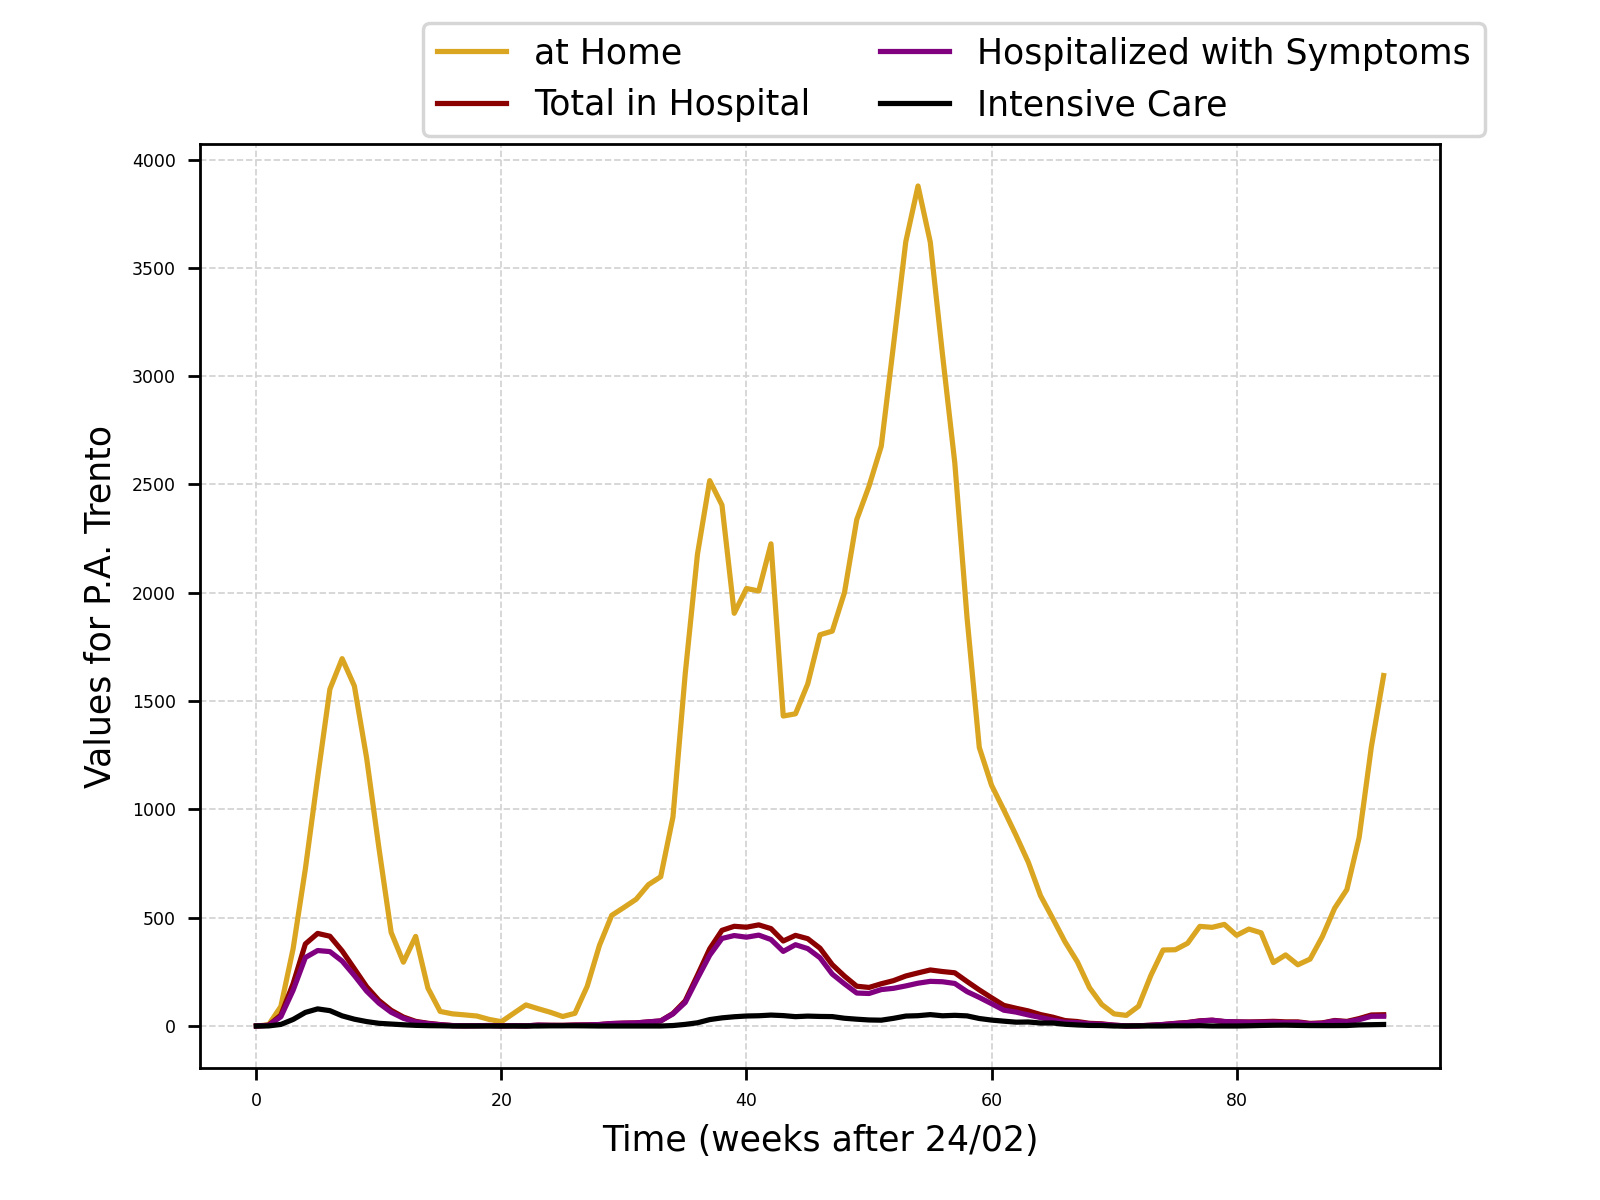 at Home
Total in Hospital
Hospitalized with Symptoms
Intensive Care
Values for P.A. Trento
4000
3500
3000
2500
2000
1500
1000
500
0
0 20 40 60 80
Time (weeks after 24/02)